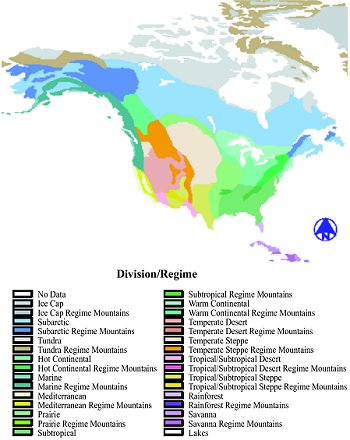 N
Division/Regime
No Data
Ice Cap
Ice Cap Regime Mountains
Subarctic
Subarctic Regime Mountains
Tundra
Tundra Regime Mountains
Hot Continental
Hot Continental Regime Mountains
Marine
Marine Regime Mountains
Mediterranean
Mediterranean Regime Mountains
Prairie
Prairie Regime Mountains
Subtropical
Subtropical Regime Mountains
Warm Continental
Warm Continental Regime Mountains
Temperate Desert
Temperate Desert Regime Mountains
Temperate Steppe
Temperate Steppe Regime Mountains
Tropical/Subtropical Desert
Tropical/Subtropical Desert Regime Mountains
Tropical/Subtropical Steppe
Tropical/Subtropical Steppe Regime Mountains
Rainforest
Rainforest Regime Mountains
Savanna
Savanna Regime Mountains
Lakes